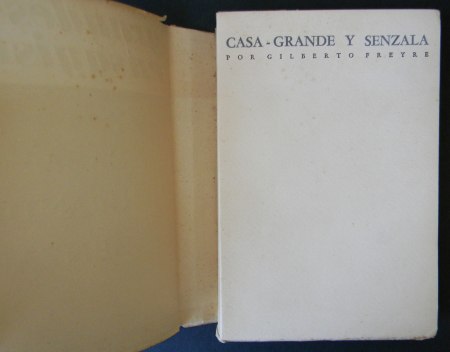 CASA-GRANDE Y SENZALA
POR GILBERTO FREYRE